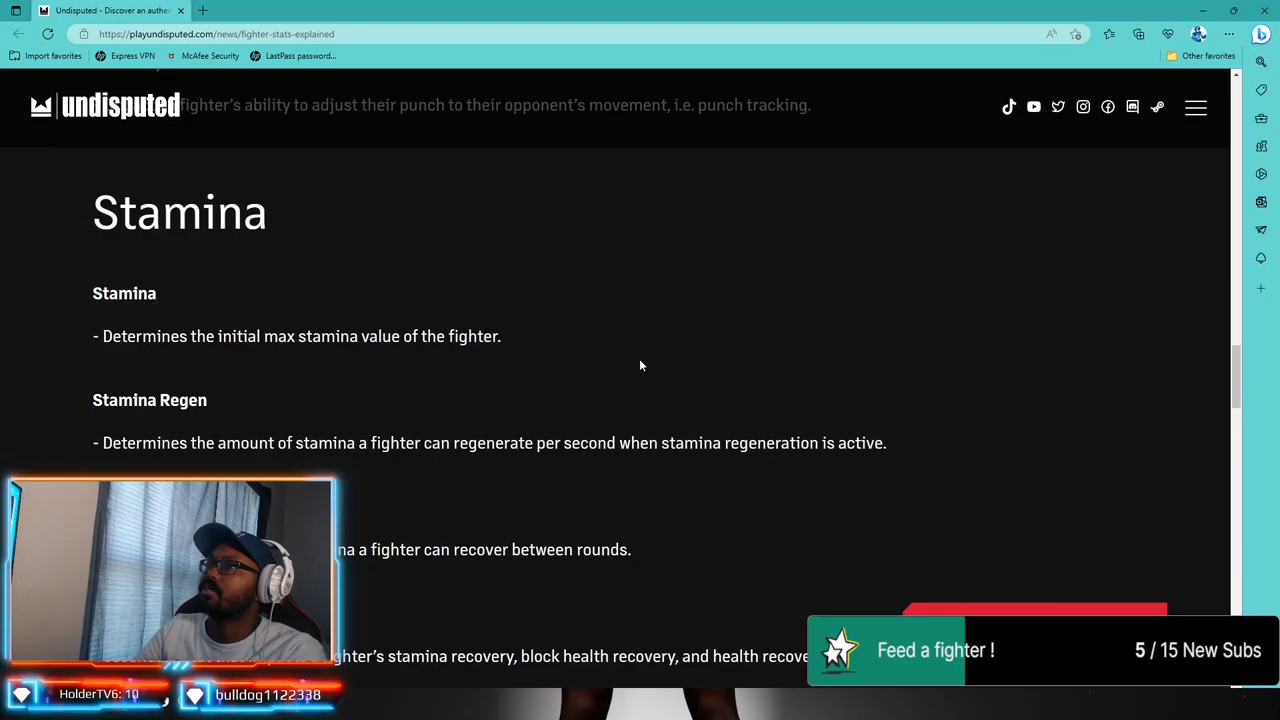 Undisputed - Discover an authe
https://playundisputed.com/news/fighter-stats-explained
Import favorites
Express VPN
McAfee Security
LastPass password...
Other favorites
undisputed
fighter's ability to adjust their punch to their opponent's movement, i.e. punch tracking.
Stamina
Stamina
- Determines the initial max stamina value of the fighter.
Stamina Regen
- Determines the amount of stamina a fighter can regenerate per second when stamina regeneration is active.
na a fighter can recover between rounds.
ghter's stamina recovery, block health recovery, and health recove
Feed a fighter !
5 / 15 New Subs
HolderTV6: 10
bulldog1122338